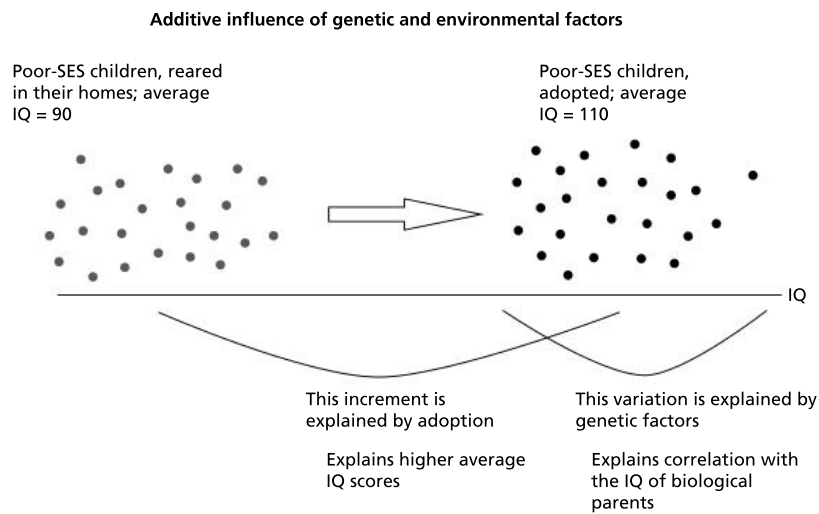 Additive influence of genetic and environmental factors
Poor-SES children, reared
in their homes; average
IQ = 90
Poor-SES children,
adopted; average
IQ = 110
IQ
This increment is
explained by adoption
Explains higher average
IQ scores
This variation is explained by
genetic factors
Explains correlation with
the IQ of biological
parents